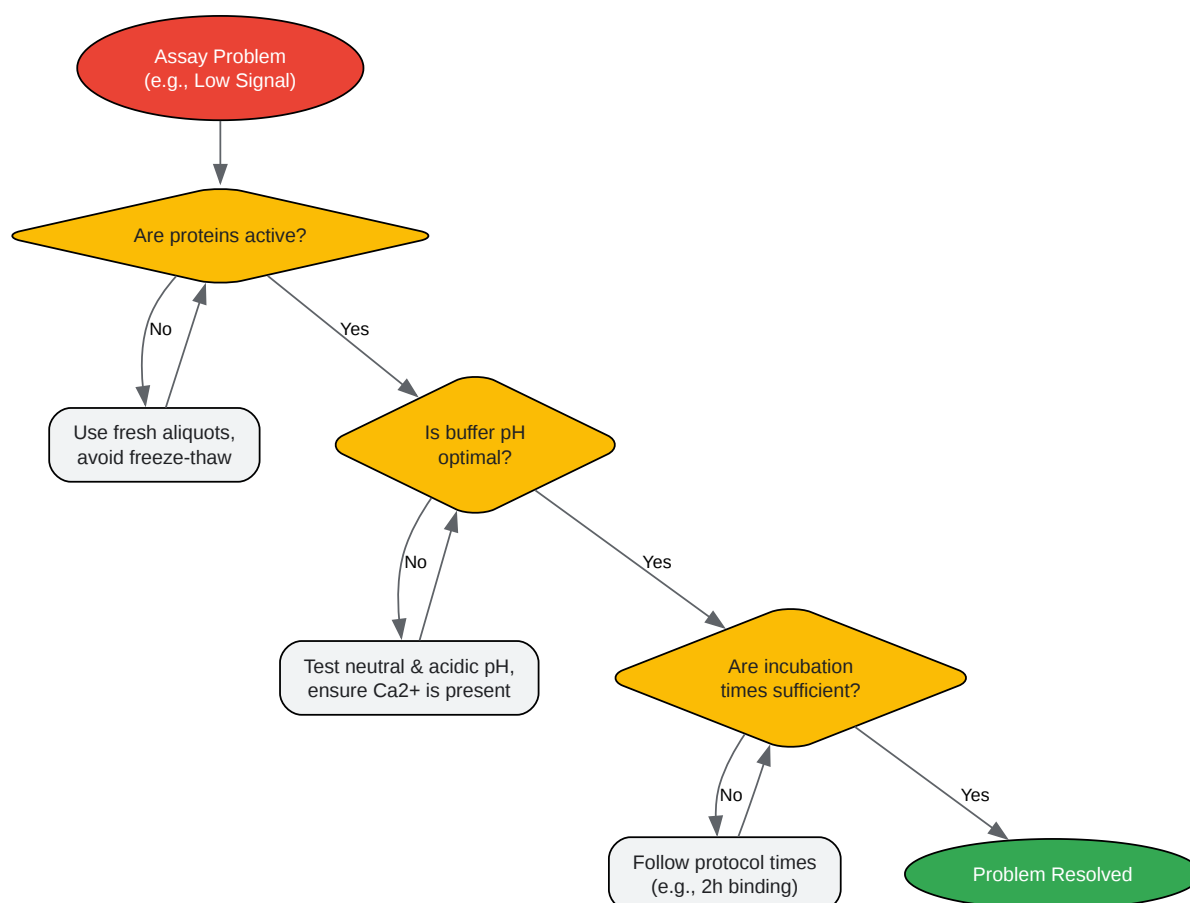 Assay Problem
(e.g., Low Signal)
Are proteins active?
No
Yes
Use fresh aliquots,
avoid freeze-thaw
Is buffer pH
optimal?
No
Yes
Test neutral & acidic pH,
ensure Ca2+ is present
Are incubation
times sufficient?
No
Yes
Follow protocol times
(e.g., 2h binding)
Problem Resolved